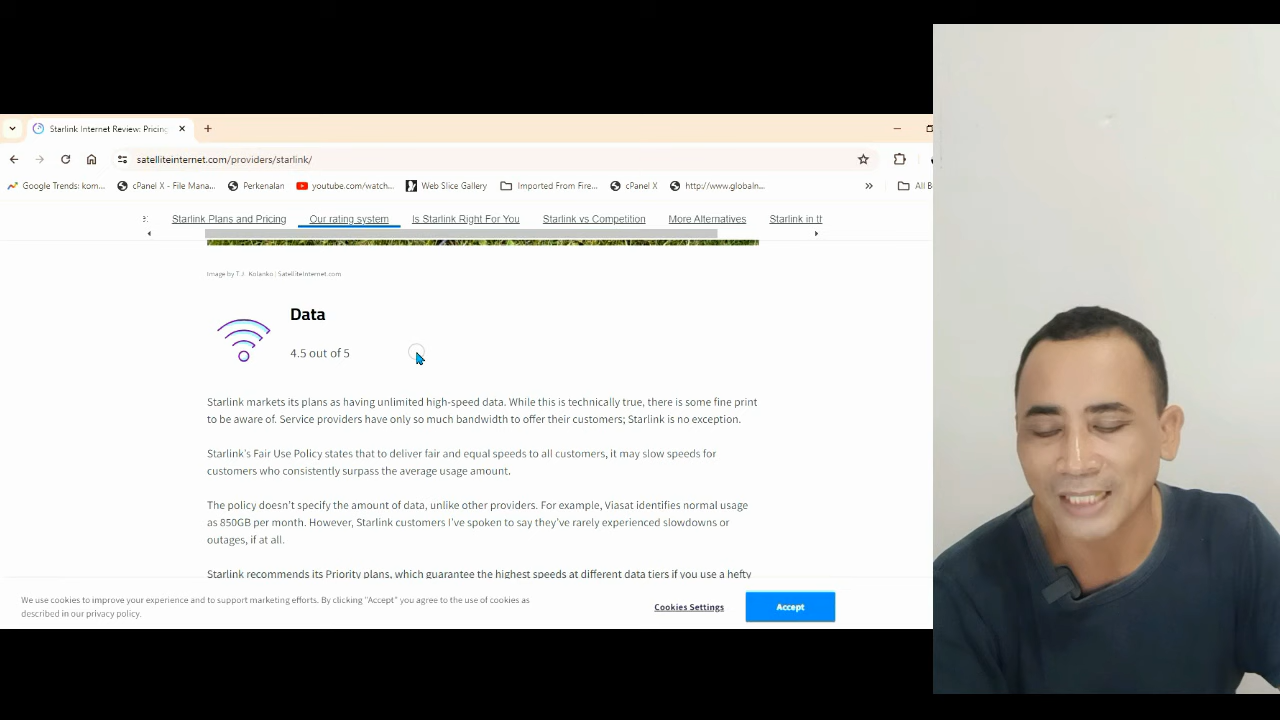 Starlink Internet Review: Pricing
satelliteinternet.com/providers/starlink/
Google Trends: kom...
cPanel X - File Mana...
Perkenalan
youtube.com/watch...
Web Slice Gallery
Imported From Fire...
cPanel X
http://www.globaln...
»
All B
Starlink Plans and Pricing
Our rating system
Is Starlink Right For You
Starlink vs Competition
More Alternatives
Starlink in th
Image by T.J. Kolanko | SatelliteInternet.com
Data
4.5 out of 5
Starlink markets its plans as having unlimited high-speed data. While this is technically true, there is some fine print
to be aware of. Service providers have only so much bandwidth to offer their customers; Starlink is no exception.
Starlink's Fair Use Policy states that to deliver fair and equal speeds to all customers, it may slow speeds for
customers who consistently surpass the average usage amount.
The policy doesn't specify the amount of data, unlike other providers. For example, Viasat identifies normal usage
as 850GB per month. However, Starlink customers I've spoken to say they've rarely experienced slowdowns or
outages, if at all.
Starlink recommends its Priority plans, which guarantee the highest speeds at different data tiers if you use a hefty
We use cookies to improve your experience and to support marketing efforts. By clicking "Accept" you agree to the use of cookies as
described in our privacy policy.
Cookies Settings
Accept